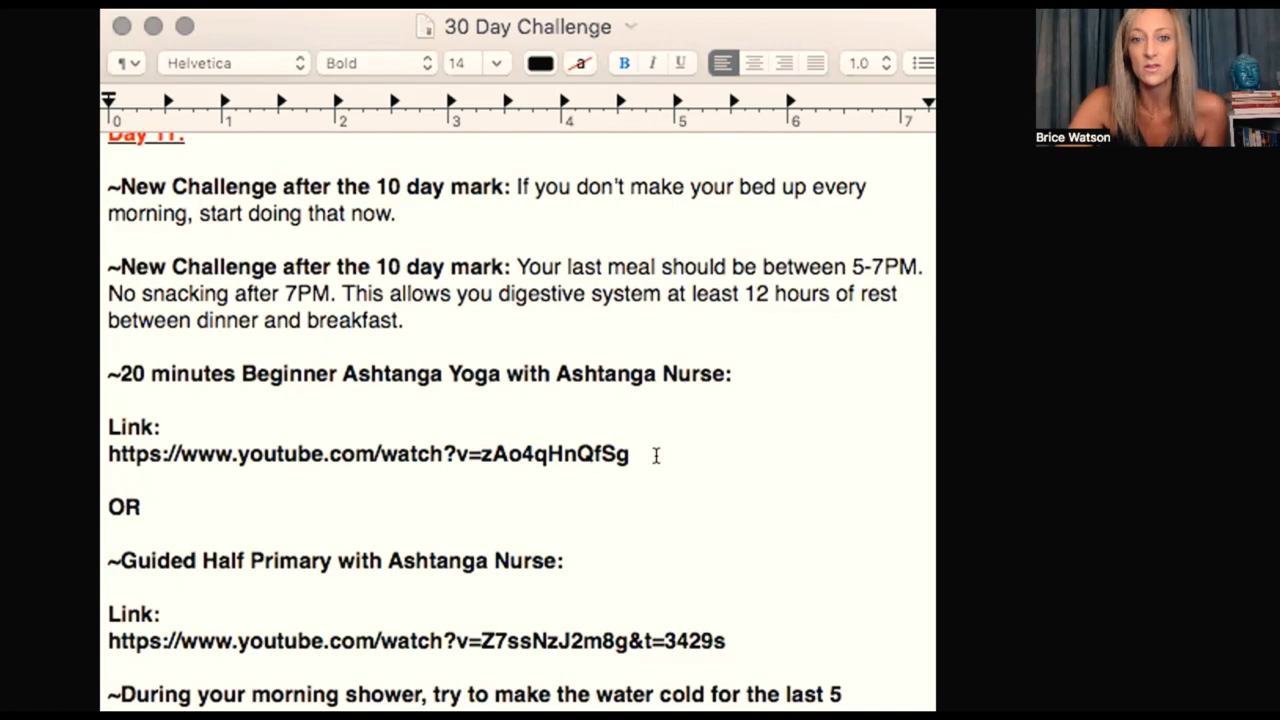 30 Day Challenge
Helvetica Bold 14 a B I U 1.0
0 1 2 3 4 5 6 7
Day 11:
~New Challenge after the 10 day mark: If you don't make your bed up every
morning, start doing that now.
~New Challenge after the 10 day mark: Your last meal should be between 5-7PM.
No snacking after 7PM. This allows you digestive system at least 12 hours of rest
between dinner and breakfast.
~20 minutes Beginner Ashtanga Yoga with Ashtanga Nurse:
Link:
https://www.youtube.com/watch?v=zAo4qHnQfSg
OR
~Guided Half Primary with Ashtanga Nurse:
Link:
https://www.youtube.com/watch?v=Z7ssNzJ2m8g&t=3429s
~During your morning shower, try to make the water cold for the last 5
Brice Watson